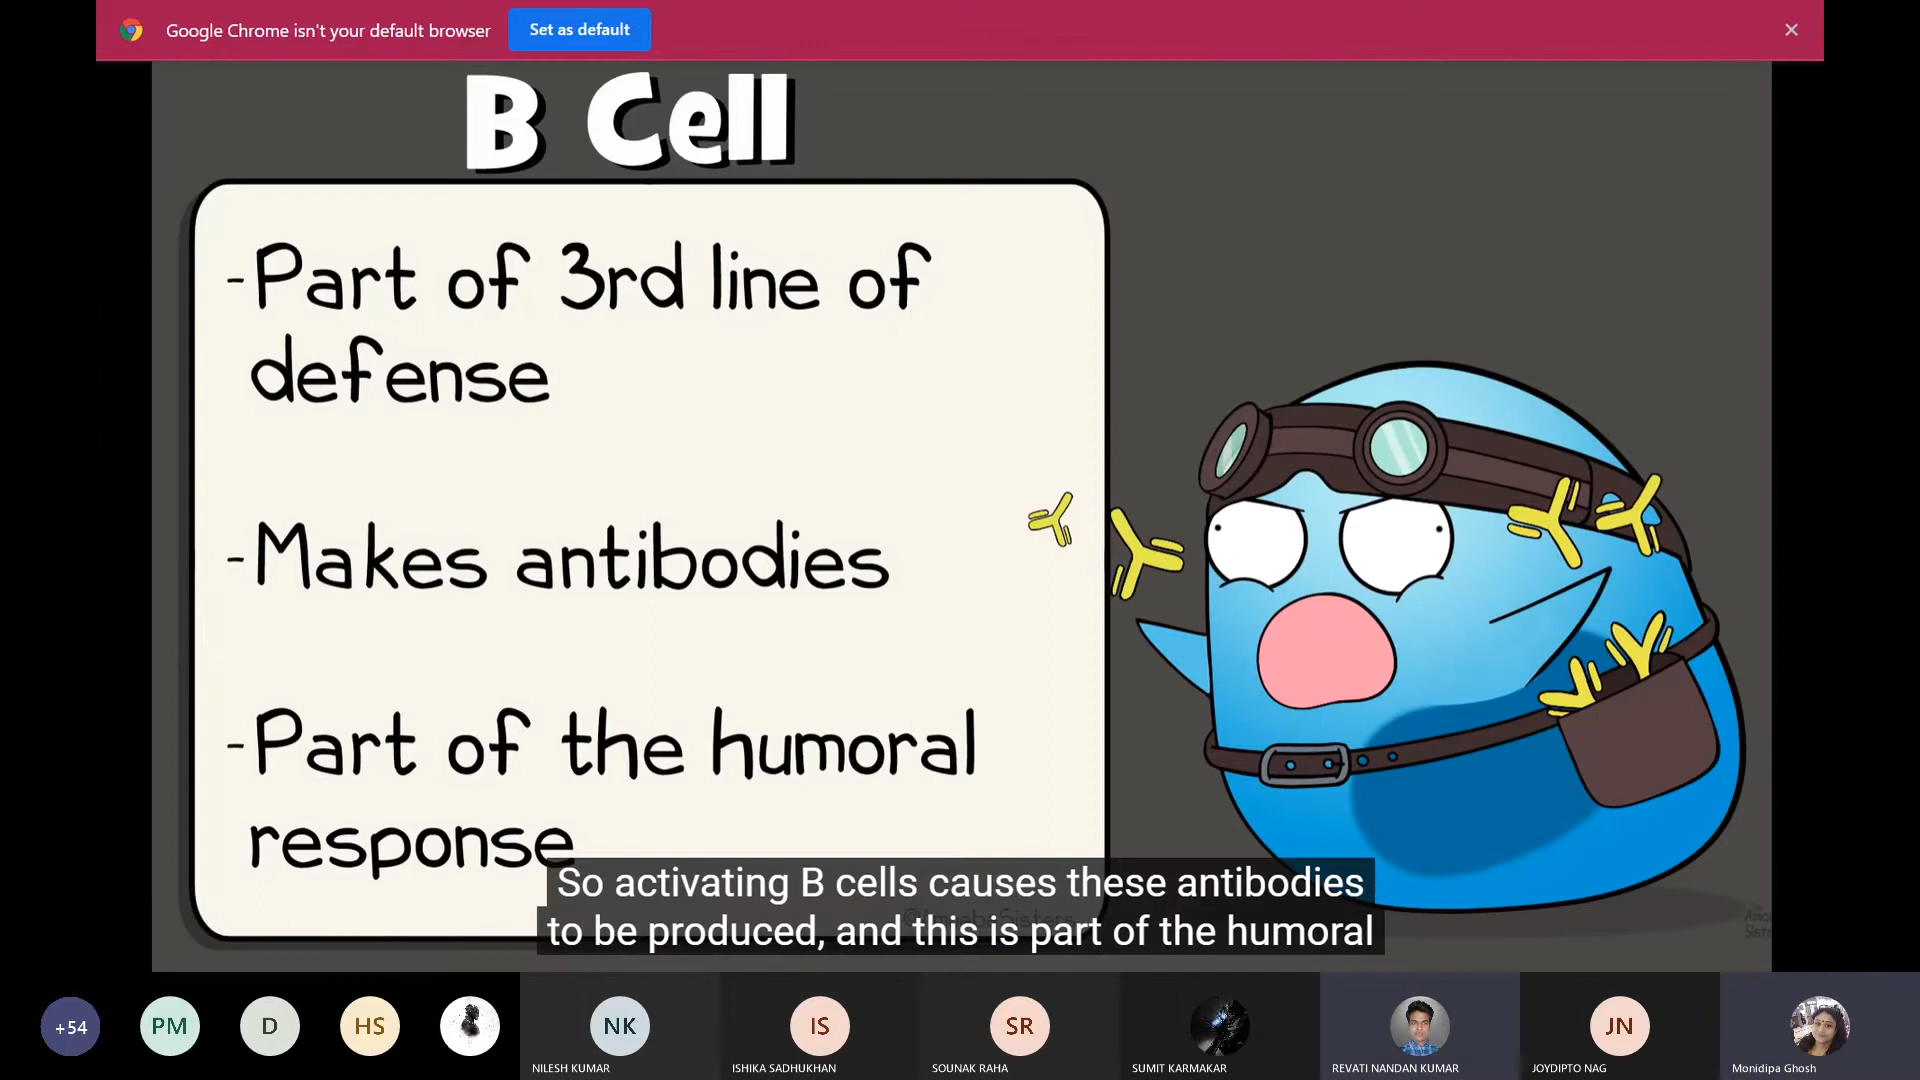 Google Chrome isn't your default browser
Set as default
B Cell
-Part of 3rd line of
defense
-Makes antibodies
-Part of the humoral
response
So activating B cells causes these antibodies
to be produced, and this is part of the humoral
+54
PM
D
HS
NK
IS
SR
JN
NILESH KUMAR
ISHIKA SADHUKHAN
SOUNAK RAHA
SUMIT KARMAKAR
REVATI NANDAN KUMAR
JOYDIPTO NAG
Monidipa Ghosh